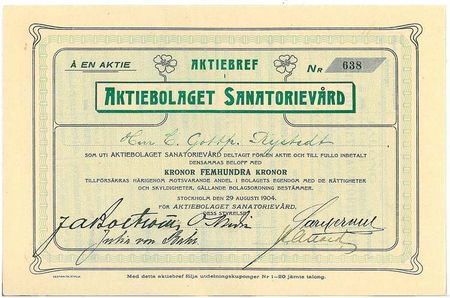 Å EN AKTIE
AKTIEBREF
I
NR 638
AKTIEBOLAGET SANATORIEVÅRD
Herr E. Gottfr.
SOM UTI AKTIEBOLAGET SANATORIEVÅRD DELTAGIT FÖR EN AKTIE OCH TILL FULLO INBETALT
DENSAMMAS BELOPP MED
KRONOR FEMHUNDRA KRONOR
TILLFÖRSÄKRAS HÄRIGENOM MOTSVARANDE ANDEL I BOLAGETS EGENDOM MED DE RÄTTIGHETER
OCH SKYLDIGHETER, GÄLLANDE BOLAGSORDNING BESTÄMMER.
STOCKHOLM DEN 29 AUGUSTI 1904.
FÖR AKTIEBOLAGET SANATORIEVÅRD,
DESS STYRELSE:
Med detta aktiebref följa utdelningskuponger Nr 1–20 jämte talong.